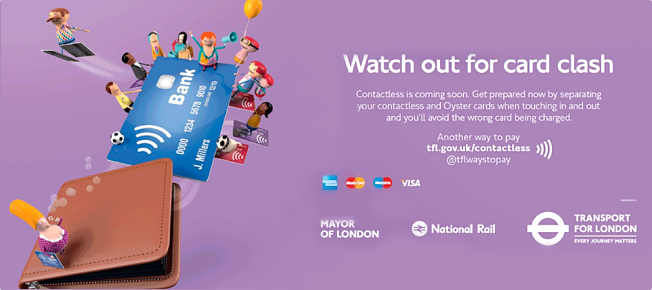 Watch out for card clash
Contactless is coming soon. Get prepared now by separating
your contactless and Oyster cards when touching in and out
and you'll avoid the wrong card being charged.
Another way to pay
tfl.gov.uk/contactless
@tflwaystopay
VISA
MAYOR
OF LONDON
National Rail
TRANSPORT
FOR LONDON
EVERY JOURNEY MATTERS
Bank
0000 1234 5678 9010
J. Millers